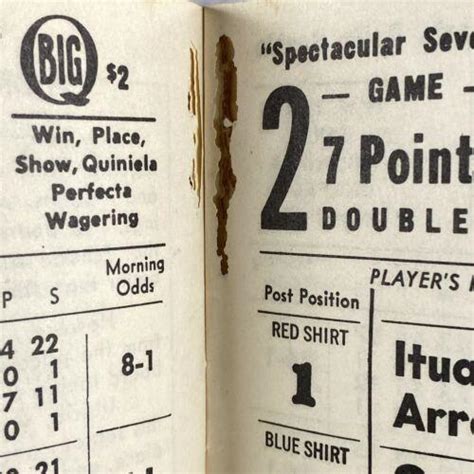 BIG Q $2
Win, Place,
Show, Quiniela
Perfecta
Wagering
P S Morning Odds
4 22
0 1
7 11
0 1
8-1
22
"Spectacular Seve
— GAME —
2 7 Point
DOUBLE
PLAYER'S
Post Position
RED SHIRT
1
Itua
Arre
BLUE SHIRT